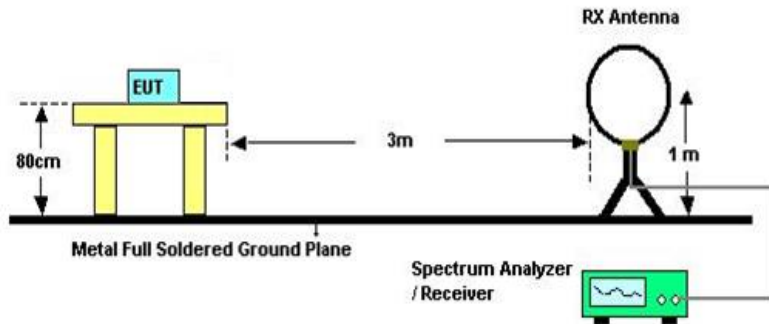 RX Antenna
EUT
3m
80cm
1 m
Metal Full Soldered Ground Plane
Spectrum Analyzer
/ Receiver